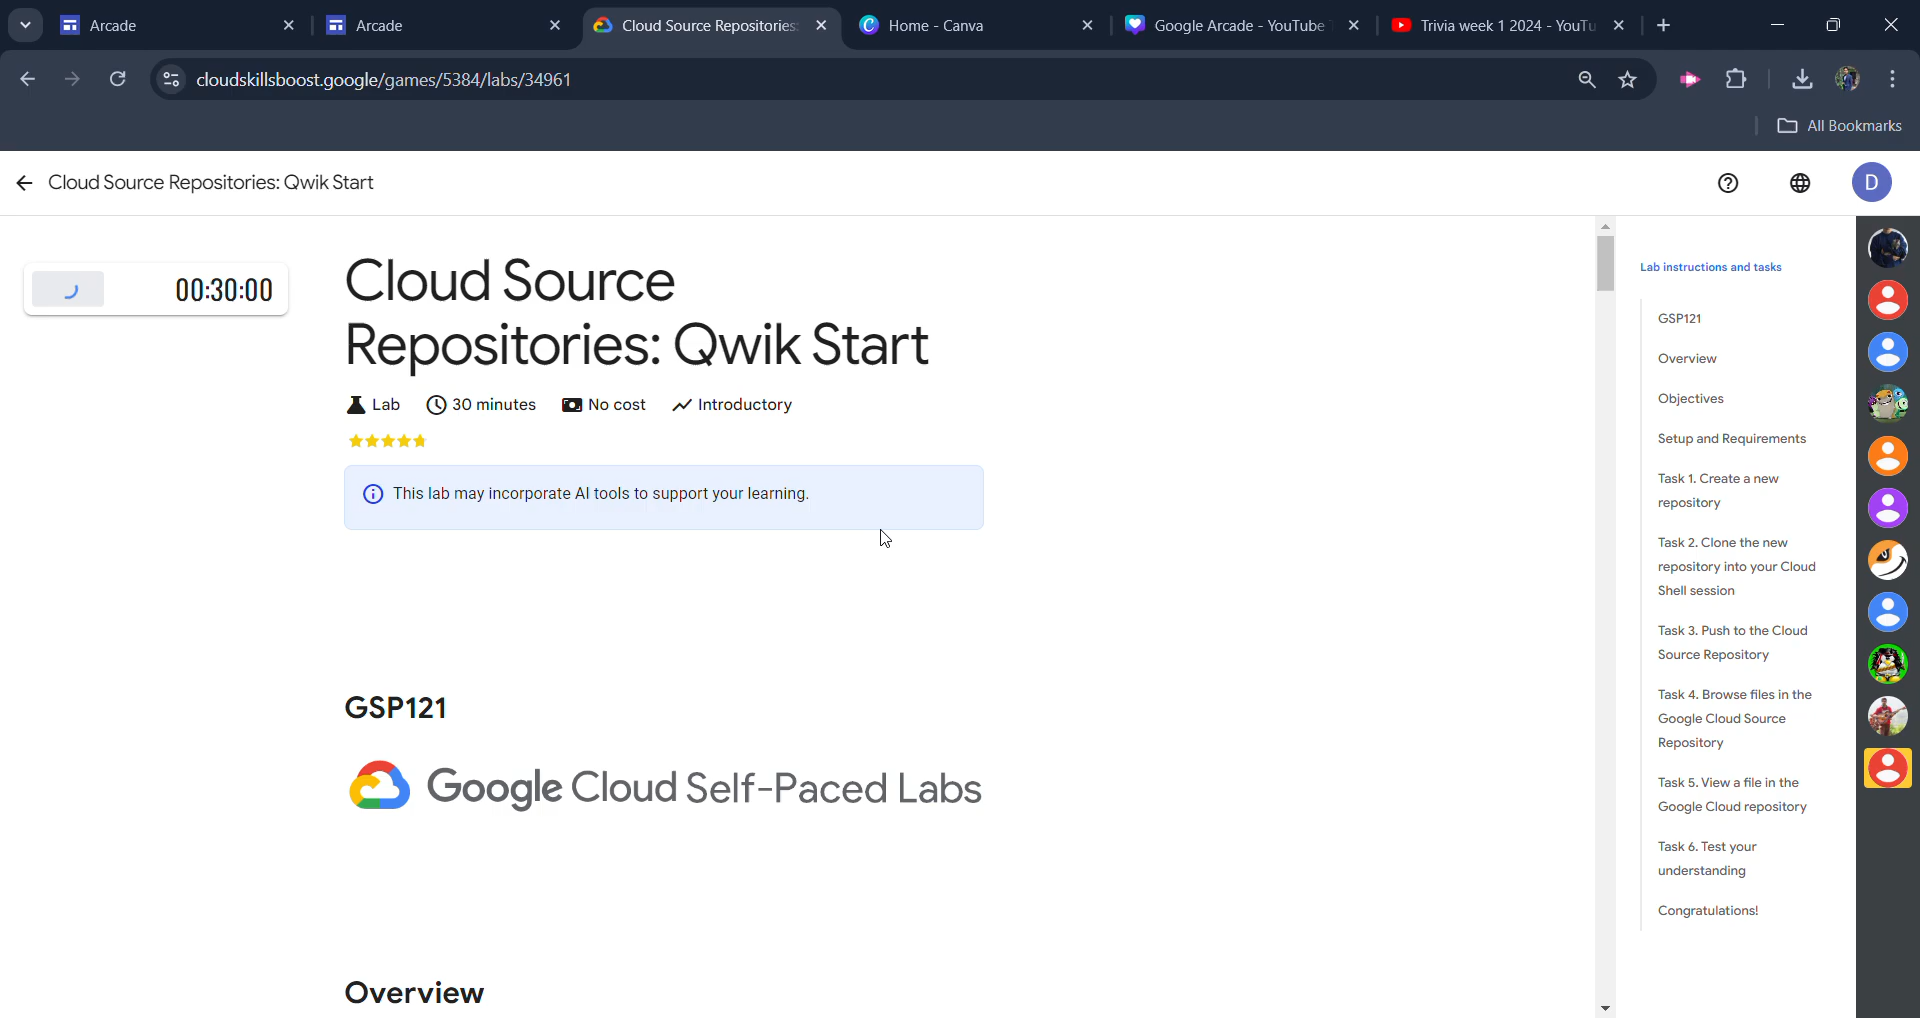 Arcade
Arcade
Cloud Source Repositories:
Home - Canva
Google Arcade - YouTube
Trivia week 1 2024 - YouTu
cloudskillsboost.google/games/5384/labs/34961
All Bookmarks
Cloud Source Repositories: Qwik Start
D
00:30:00
Cloud Source
Repositories: Qwik Start
Lab
30 minutes
No cost
Introductory
This lab may incorporate AI tools to support your learning.
GSP121
Google Cloud Self-Paced Labs
Overview
Lab instructions and tasks
GSP121
Overview
Objectives
Setup and Requirements
Task 1. Create a new
repository
Task 2. Clone the new
repository into your Cloud
Shell session
Task 3. Push to the Cloud
Source Repository
Task 4. Browse files in the
Google Cloud Source
Repository
Task 5. View a file in the
Google Cloud repository
Task 6. Test your
understanding
Congratulations!